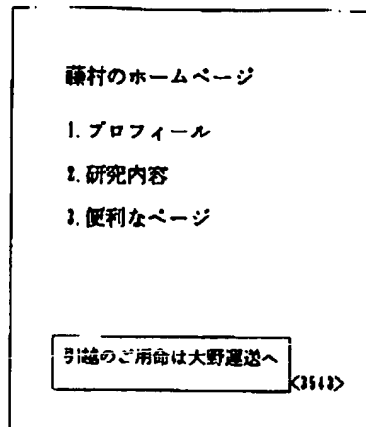 藤村のホームページ
1. プロフィール
2. 研究内容
3. 便利なページ
引越のご用命は大野運送へ
<3543>